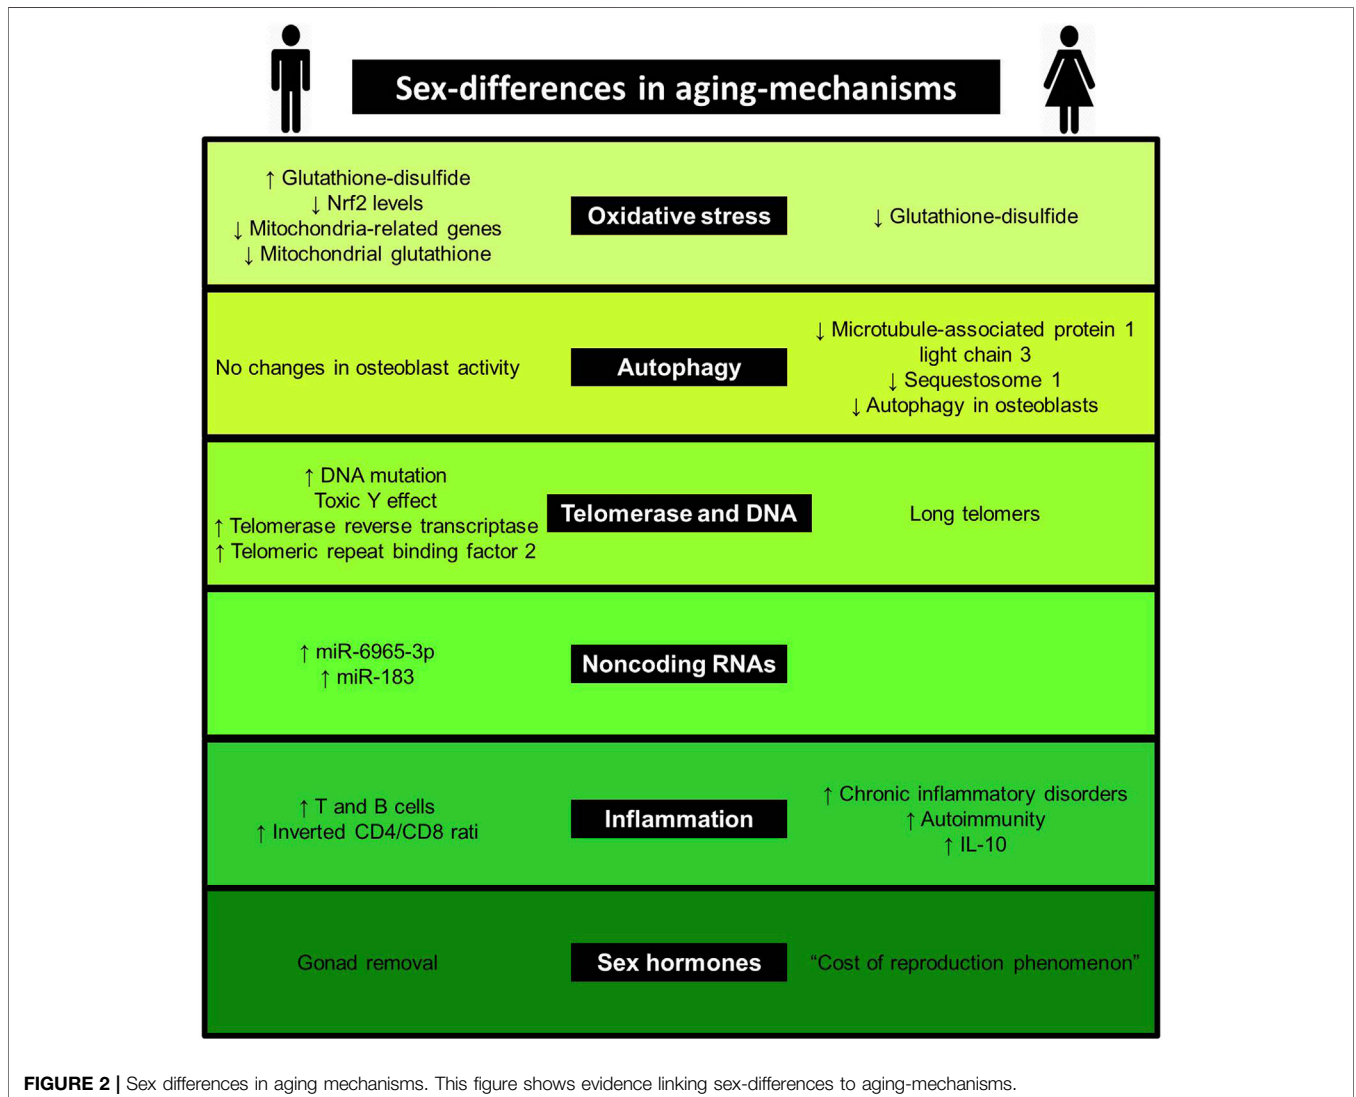 Sex-differences in aging-mechanisms
↑ Glutathione-disulfide
↓ Nrf2 levels
↓ Mitochondria-related genes
↓ Mitochondrial glutathione
Oxidative stress
↓ Glutathione-disulfide
No changes in osteoblast activity
Autophagy
↓ Microtubule-associated protein 1
light chain 3
↓ Sequestosome 1
↓ Autophagy in osteoblasts
↑ DNA mutation
Toxic Y effect
↑ Telomerase reverse transcriptase
↑ Telomeric repeat binding factor 2
Telomerase and DNA
Long telomers
↑ miR-6965-3p
↑ miR-183
Noncoding RNAs
↑ T and B cells
↑ Inverted CD4/CD8 rati
Inflammation
↑ Chronic inflammatory disorders
↑ Autoimmunity
↑ IL-10
Gonad removal
Sex hormones
“Cost of reproduction phenomenon”
FIGURE 2 | Sex differences in aging mechanisms. This figure shows evidence linking sex-differences to aging-mechanisms.